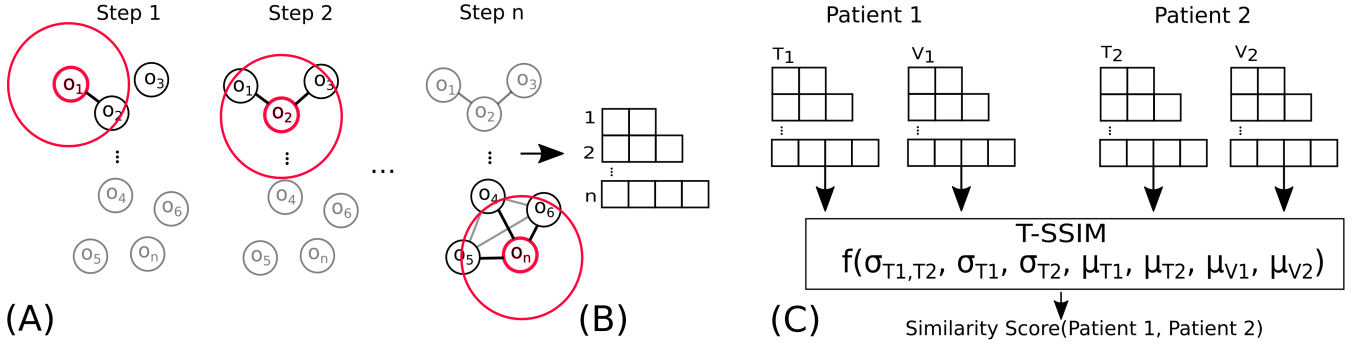 Step 1
Step 2
Step n
Patient 1
Patient 2
o1
o2
o3
⋮
o4
o6
o5
on
o1
o2
o3
⋮
o4
o6
o5
on
...
o1
o2
o3
⋮
o4
o6
o5
on
1
2
...
n
T1
V1
T2
V2
T-SSIM
f(σT1,T2, σT1, σT2, μT1, μT2, μV1, μV2)
Similarity Score(Patient 1, Patient 2)
(A)
(B)
(C)